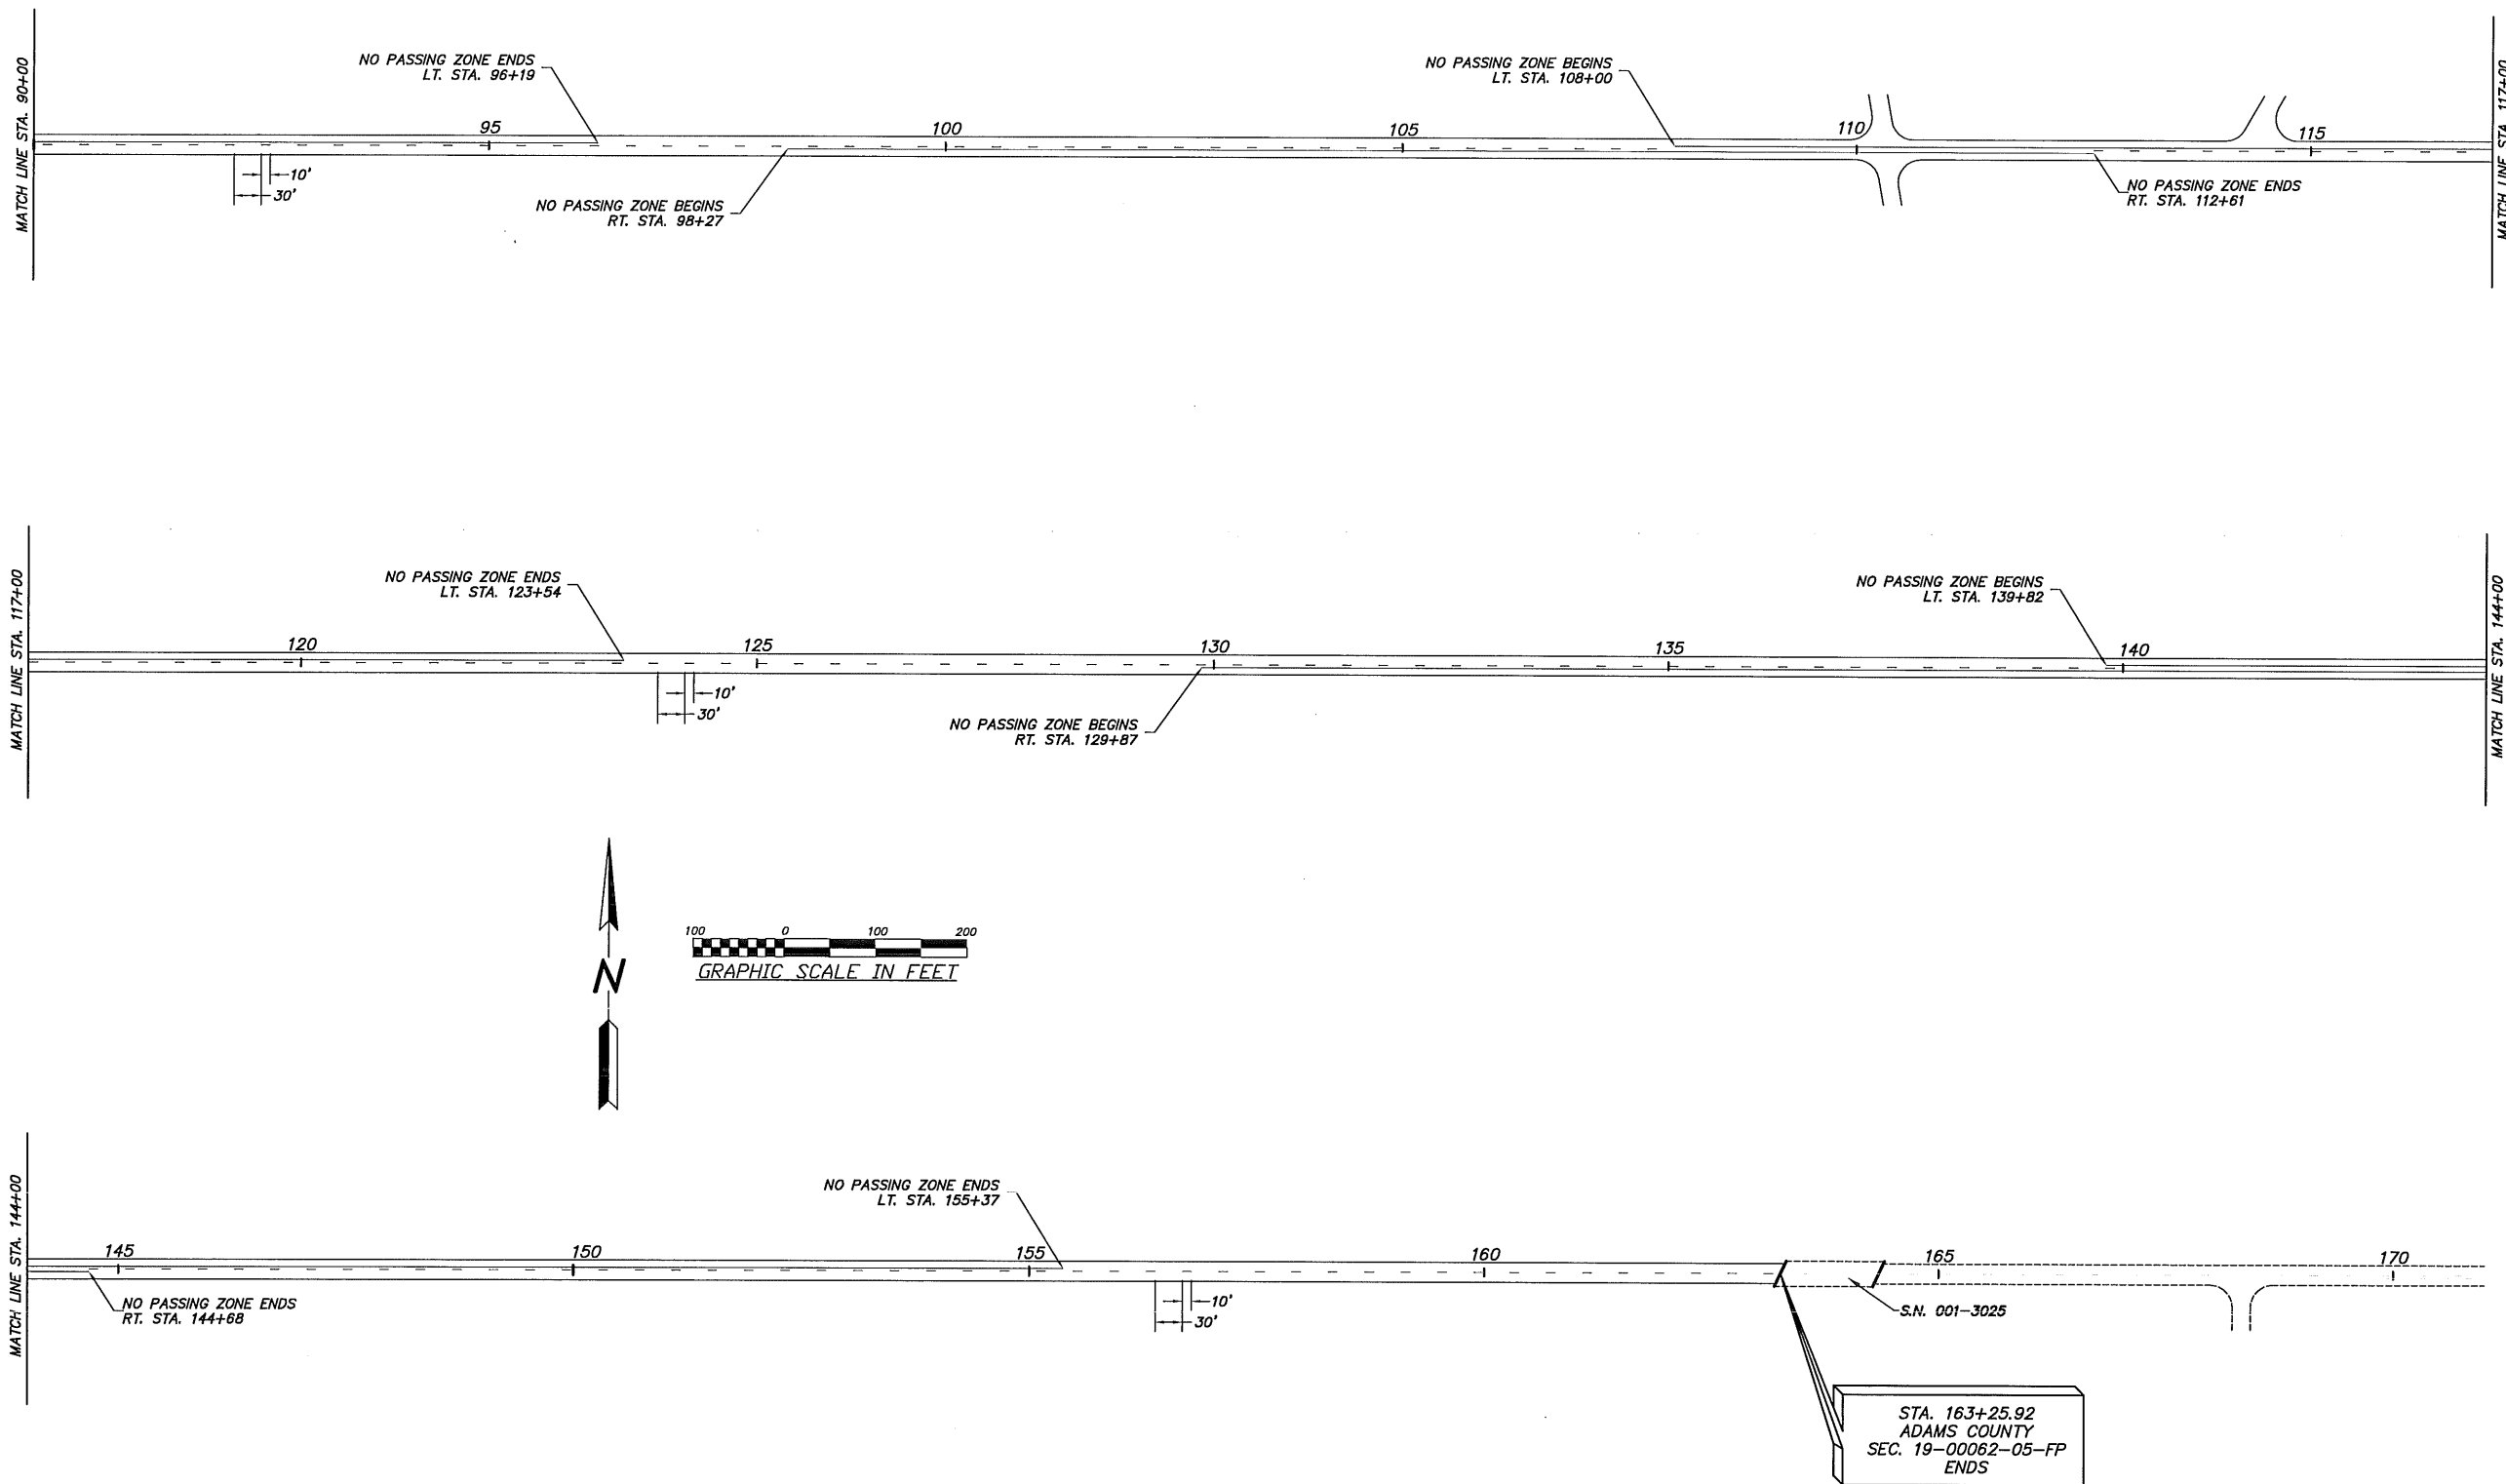 MATCH LINE STA. 90+00
NO PASSING ZONE ENDS
LT. STA. 96+19
NO PASSING ZONE BEGINS
LT. STA. 108+00
95
100
105
110
115
10'
30'
NO PASSING ZONE BEGINS
RT. STA. 98+27
NO PASSING ZONE ENDS
RT. STA. 112+61
MATCH LINE STA. 117+00
MATCH LINE STA. 117+00
NO PASSING ZONE ENDS
LT. STA. 123+54
NO PASSING ZONE BEGINS
LT. STA. 139+82
120
125
130
135
140
10'
30'
NO PASSING ZONE BEGINS
RT. STA. 129+87
MATCH LINE STA. 144+00
N
100 0 100 200
GRAPHIC SCALE IN FEET
MATCH LINE STA. 144+00
NO PASSING ZONE ENDS
LT. STA. 155+37
145
150
155
160
165
170
NO PASSING ZONE ENDS
RT. STA. 144+68
10'
30'
S.N. 001-3025
STA. 163+25.92
ADAMS COUNTY
SEC. 19-00062-05-FP
ENDS